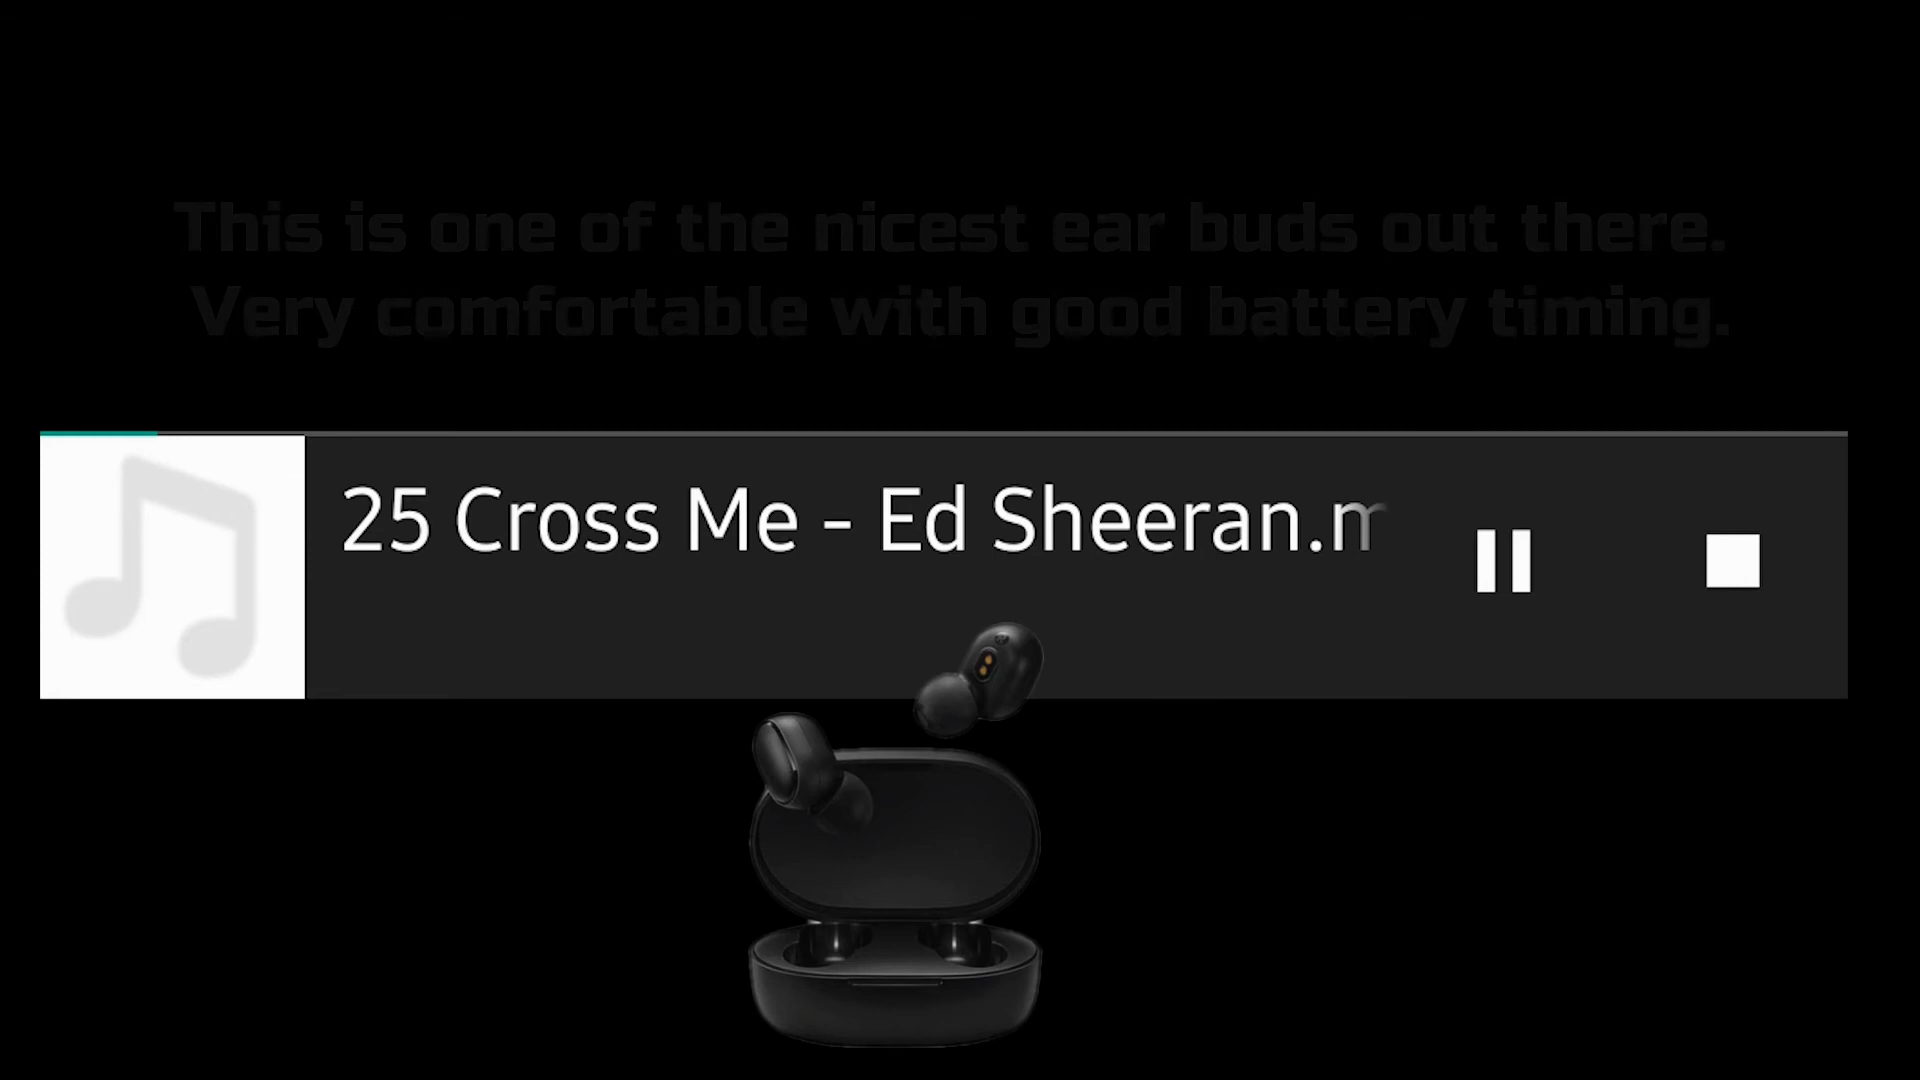 This is one of the nicest ear buds out there.
Very comfortable with good battery timing.
25 Cross Me - Ed Sheeran.m